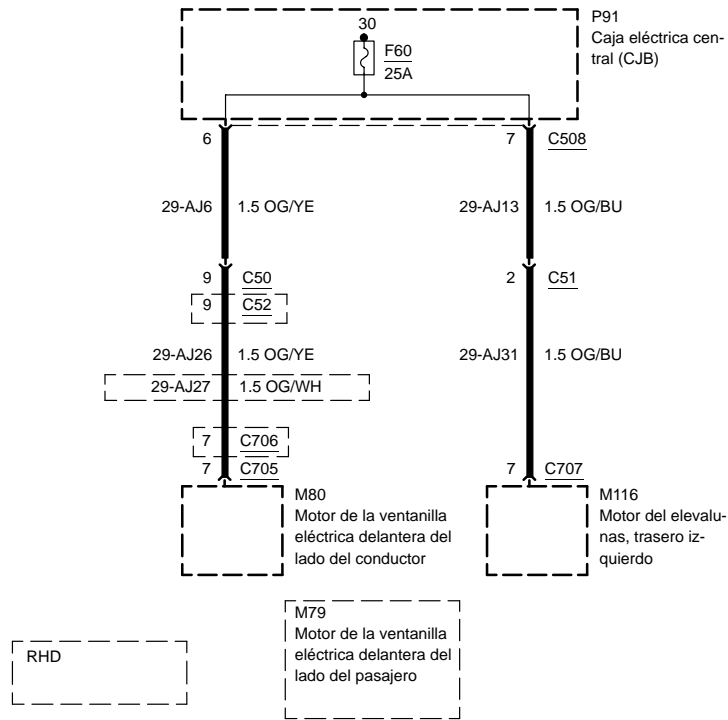 30
F60
25A
P91
Caja eléctrica cen-
tral (CJB)
6
7 C508
29-AJ6 1.5 OG/YE
29-AJ13 1.5 OG/BU
9 C50
9 C52
2 C51
29-AJ26 1.5 OG/YE
29-AJ27 1.5 OG/WH
29-AJ31 1.5 OG/BU
7 C706
7 C705
7 C707
M80
Motor de la ventanilla
eléctrica delantera del
lado del conductor
M116
Motor del elevalu-
nas, trasero iz-
quierdo
M79
Motor de la ventanilla
eléctrica delantera del
lado del pasajero
RHD